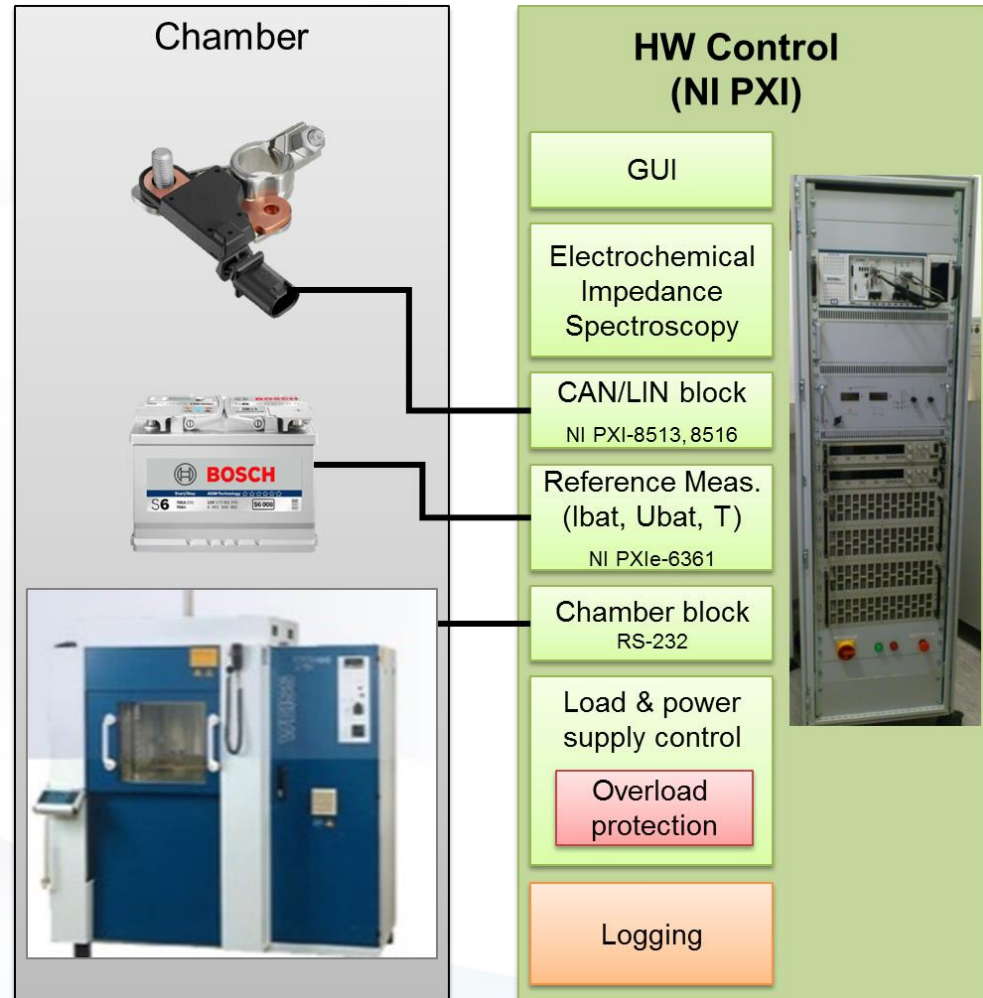 Chamber
BOSCH
BOSCH
S6
HW Control
(NI PXI)
GUI
Electrochemical
Impedance
Spectroscopy
CAN/LIN block
NI PXI-8513, 8516
Reference Meas.
(Ibat, Ubat, T)
NI PXIe-6361
Chamber block
RS-232
Load & power
supply control
Overload
protection
Logging